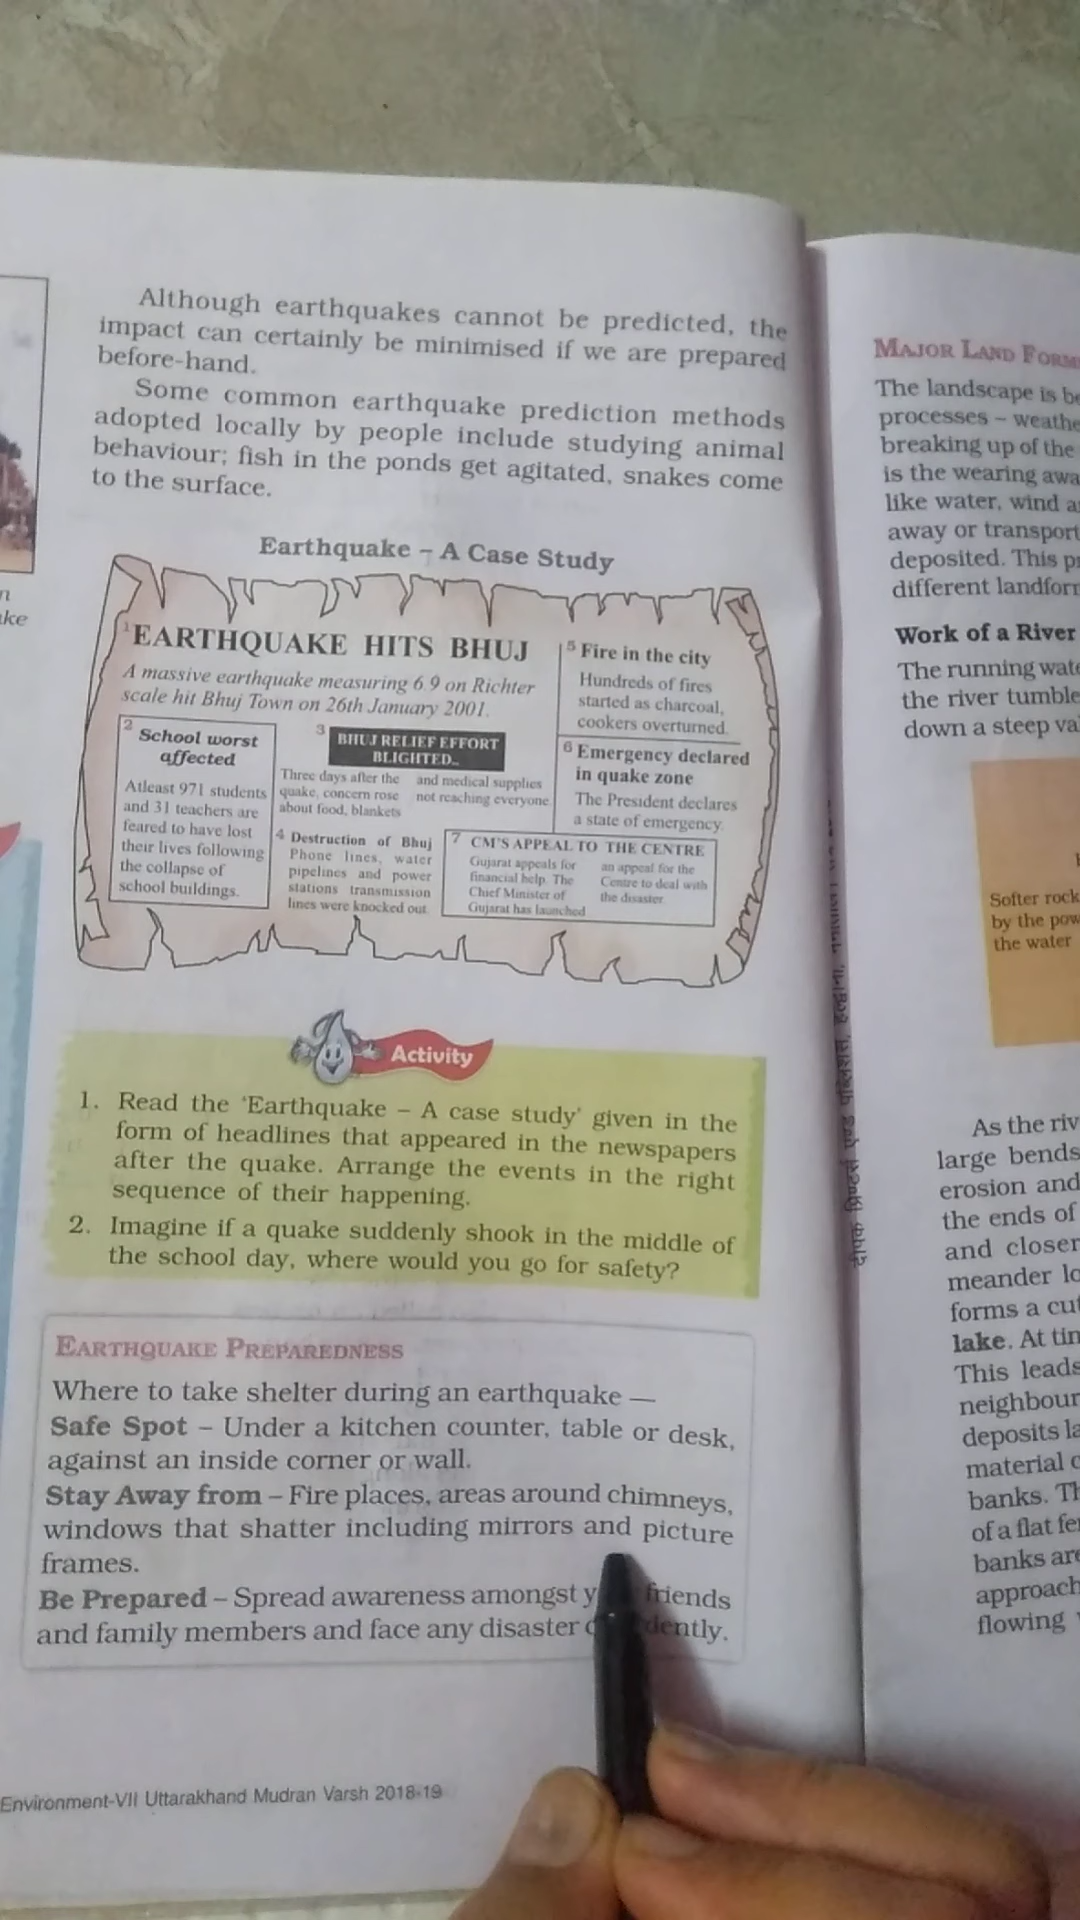 Although earthquakes cannot be predicted, the
impact can certainly be minimised if we are prepared
before-hand.
Some common earthquake prediction methods
adopted locally by people include studying animal
behaviour; fish in the ponds get agitated, snakes come
to the surface.
Earthquake – A Case Study
1 EARTHQUAKE HITS BHUJ
A massive earthquake measuring 6.9 on Richter
scale hit Bhuj Town on 26th January 2001.
2 School worst
affected
Atleast 971 students
and 31 teachers are
feared to have lost
their lives following
the collapse of
school buildings.
3 BHUJ RELIEF EFFORT
BLIGHTED..
Three days after the
quake, concern rose
about food, blankets
and medical supplies
not reaching everyone
4 Destruction of Bhuj
Phone lines, water
pipelines and power
stations transmission
lines were knocked out
5 Fire in the city
Hundreds of fires
started as charcoal,
cookers overturned.
6 Emergency declared
in quake zone
The President declares
a state of emergency.
7 CM'S APPEAL TO THE CENTRE
Gujarat appeals for
financial help. The
Chief Minister of
Gujarat has launched
an appeal for the
Centre to deal with
the disaster.
Activity
1. Read the 'Earthquake – A case study' given in the
form of headlines that appeared in the newspapers
after the quake. Arrange the events in the right
sequence of their happening.
2. Imagine if a quake suddenly shook in the middle of
the school day, where would you go for safety?
EARTHQUAKE PREPAREDNESS
Where to take shelter during an earthquake —
Safe Spot – Under a kitchen counter, table or desk,
against an inside corner or wall.
Stay Away from – Fire places, areas around chimneys,
windows that shatter including mirrors and picture
frames.
Be Prepared – Spread awareness amongst friends
and family members and face any disaster
Environment-VII Uttarakhand Mudran Varsh 2018-19
MAJOR LAND
The landscape is
processes –
breaking up of the
is the wearing
like water, wind
away or transport
deposited. This
different
Work of a River
The running
the river tumble
down a steep
Softer rock
by the
the water
As the
large bends
erosion and
the ends of
and closer
meander
forms a
lake. At
This leads
deposits
material
banks.
of a flat
banks are
approach
flowing